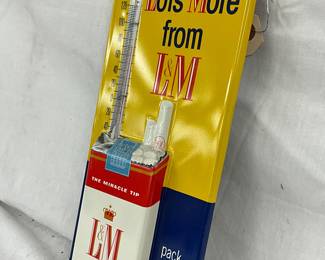 Lots More
from
L&M
THE MIRACLE TIP
L&M
pack